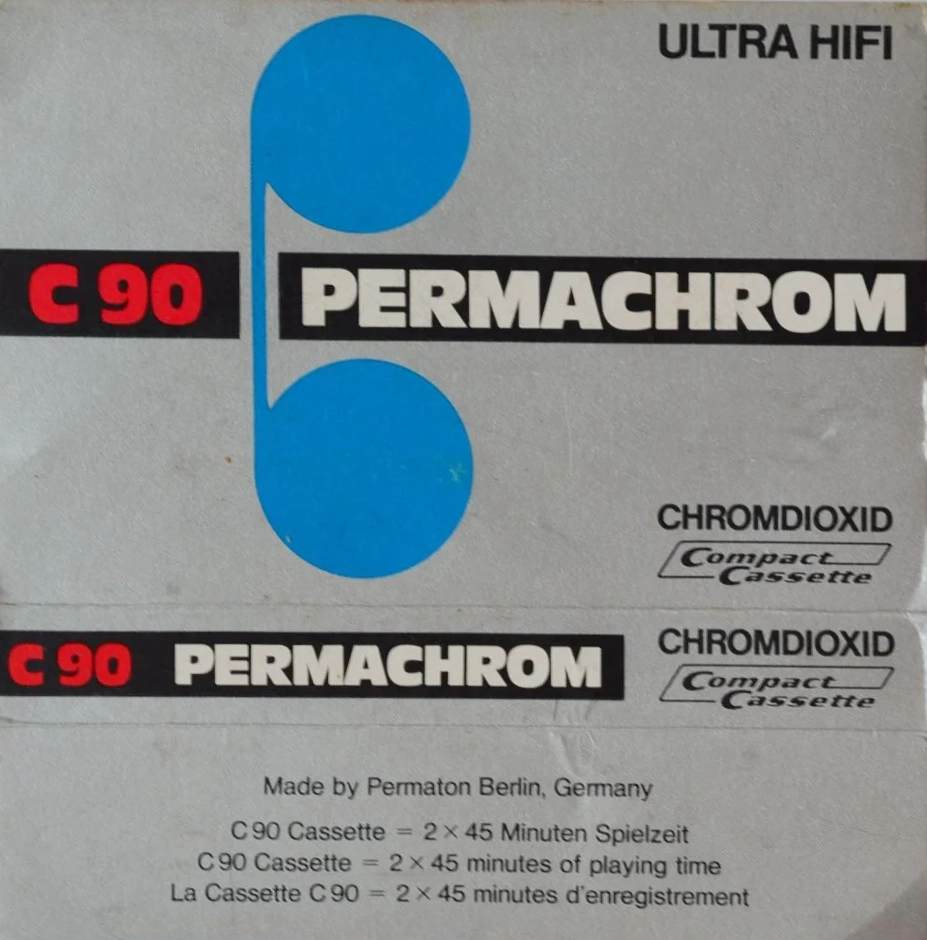 ULTRA HIFI
C 90 PERMACHROM
CHROMDIOXID
Compact
Cassette
C 90 PERMACHROM
CHROMDIOXID
Compact
Cassette
Made by Permaton Berlin, Germany
C 90 Cassette = 2 × 45 Minuten Spielzeit
C 90 Cassette = 2 × 45 minutes of playing time
La Cassette C 90 = 2 × 45 minutes d'enregistrement